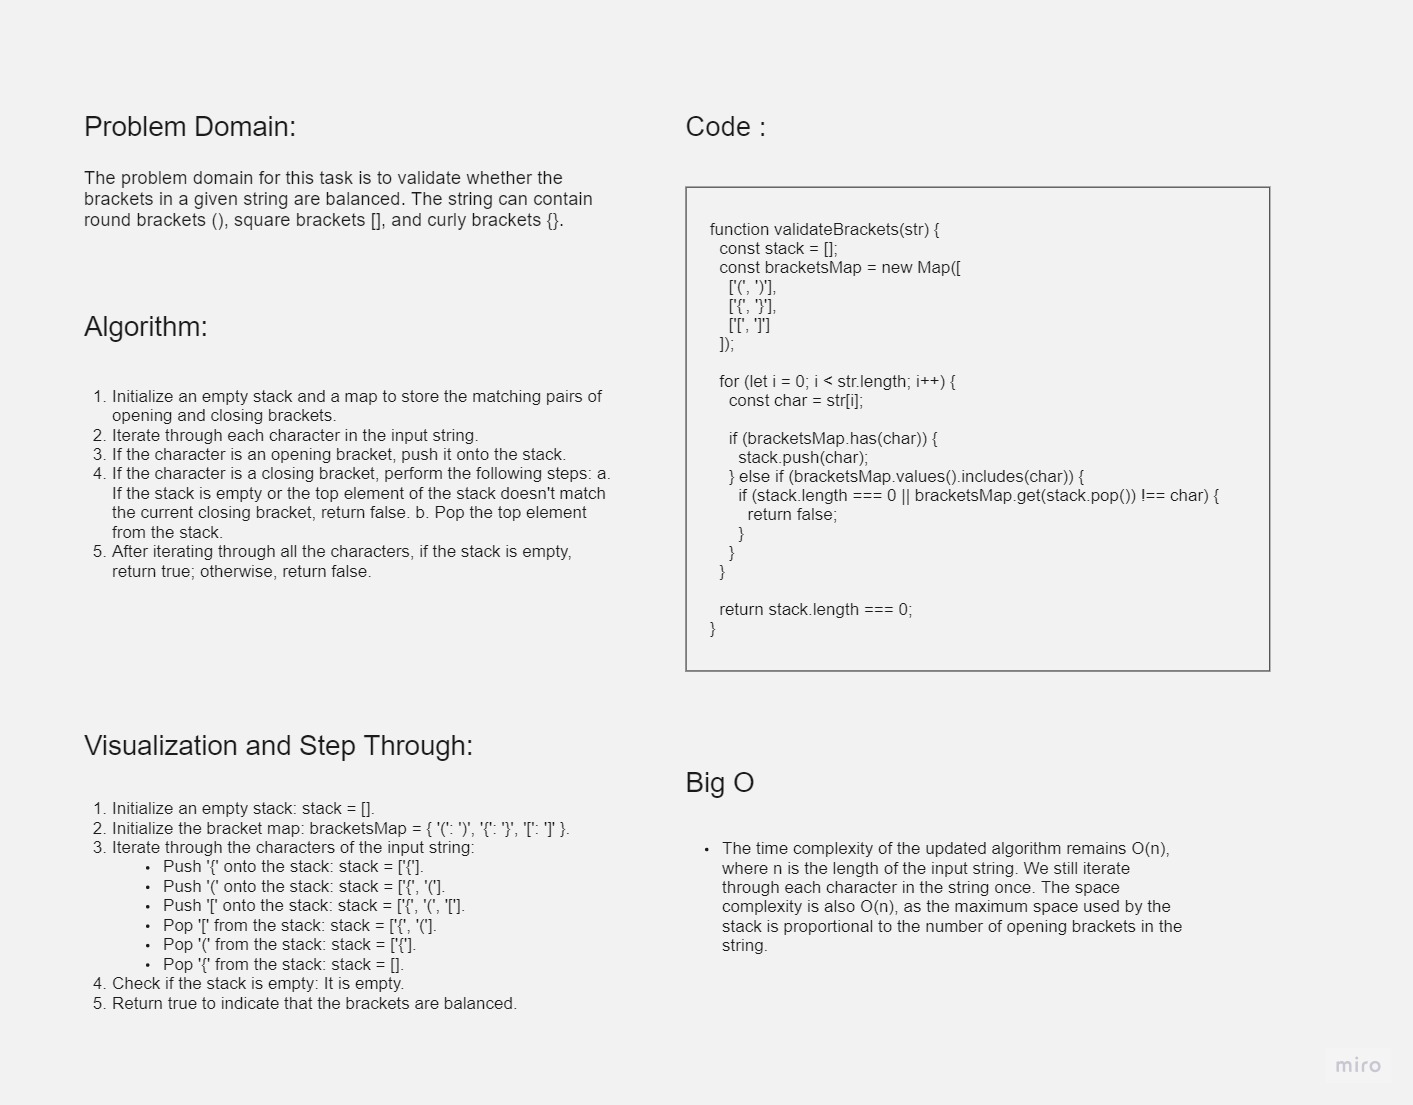 Problem Domain:
The problem domain for this task is to validate whether the
brackets in a given string are balanced. The string can contain
round brackets (), square brackets [], and curly brackets {}.
Algorithm:
1. Initialize an empty stack and a map to store the matching pairs of
opening and closing brackets.
2. Iterate through each character in the input string.
3. If the character is an opening bracket, push it onto the stack.
4. If the character is a closing bracket, perform the following steps: a.
If the stack is empty or the top element of the stack doesn't match
the current closing bracket, return false. b. Pop the top element
from the stack.
5. After iterating through all the characters, if the stack is empty,
return true; otherwise, return false.
Visualization and Step Through:
1. Initialize an empty stack: stack = [].
2. Initialize the bracket map: bracketsMap = { '(': ')', '{': '}', '[': ']' }.
3. Iterate through the characters of the input string:
• Push '{' onto the stack: stack = ['{'].
• Push '(' onto the stack: stack = ['{', '('].
• Push '[' onto the stack: stack = ['{', '(', '['].
• Pop '[' from the stack: stack = ['{', '('].
• Pop '(' from the stack: stack = ['{'].
• Pop '{' from the stack: stack = [].
4. Check if the stack is empty: It is empty.
5. Return true to indicate that the brackets are balanced.
Code :
function validateBrackets(str) {
  const stack = [];
  const bracketsMap = new Map([
    ['(', ')'],
    ['{', '}'],
    ['[', ']']
  ]);
  for (let i = 0; i < str.length; i++) {
    const char = str[i];
    if (bracketsMap.has(char)) {
      stack.push(char);
    } else if (bracketsMap.values().includes(char)) {
      if (stack.length === 0 || bracketsMap.get(stack.pop()) !== char) {
        return false;
      }
    }
  }
  return stack.length === 0;
}
Big O
• The time complexity of the updated algorithm remains O(n),
where n is the length of the input string. We still iterate
through each character in the string once. The space
complexity is also O(n), as the maximum space used by the
stack is proportional to the number of opening brackets in the
string.
miro